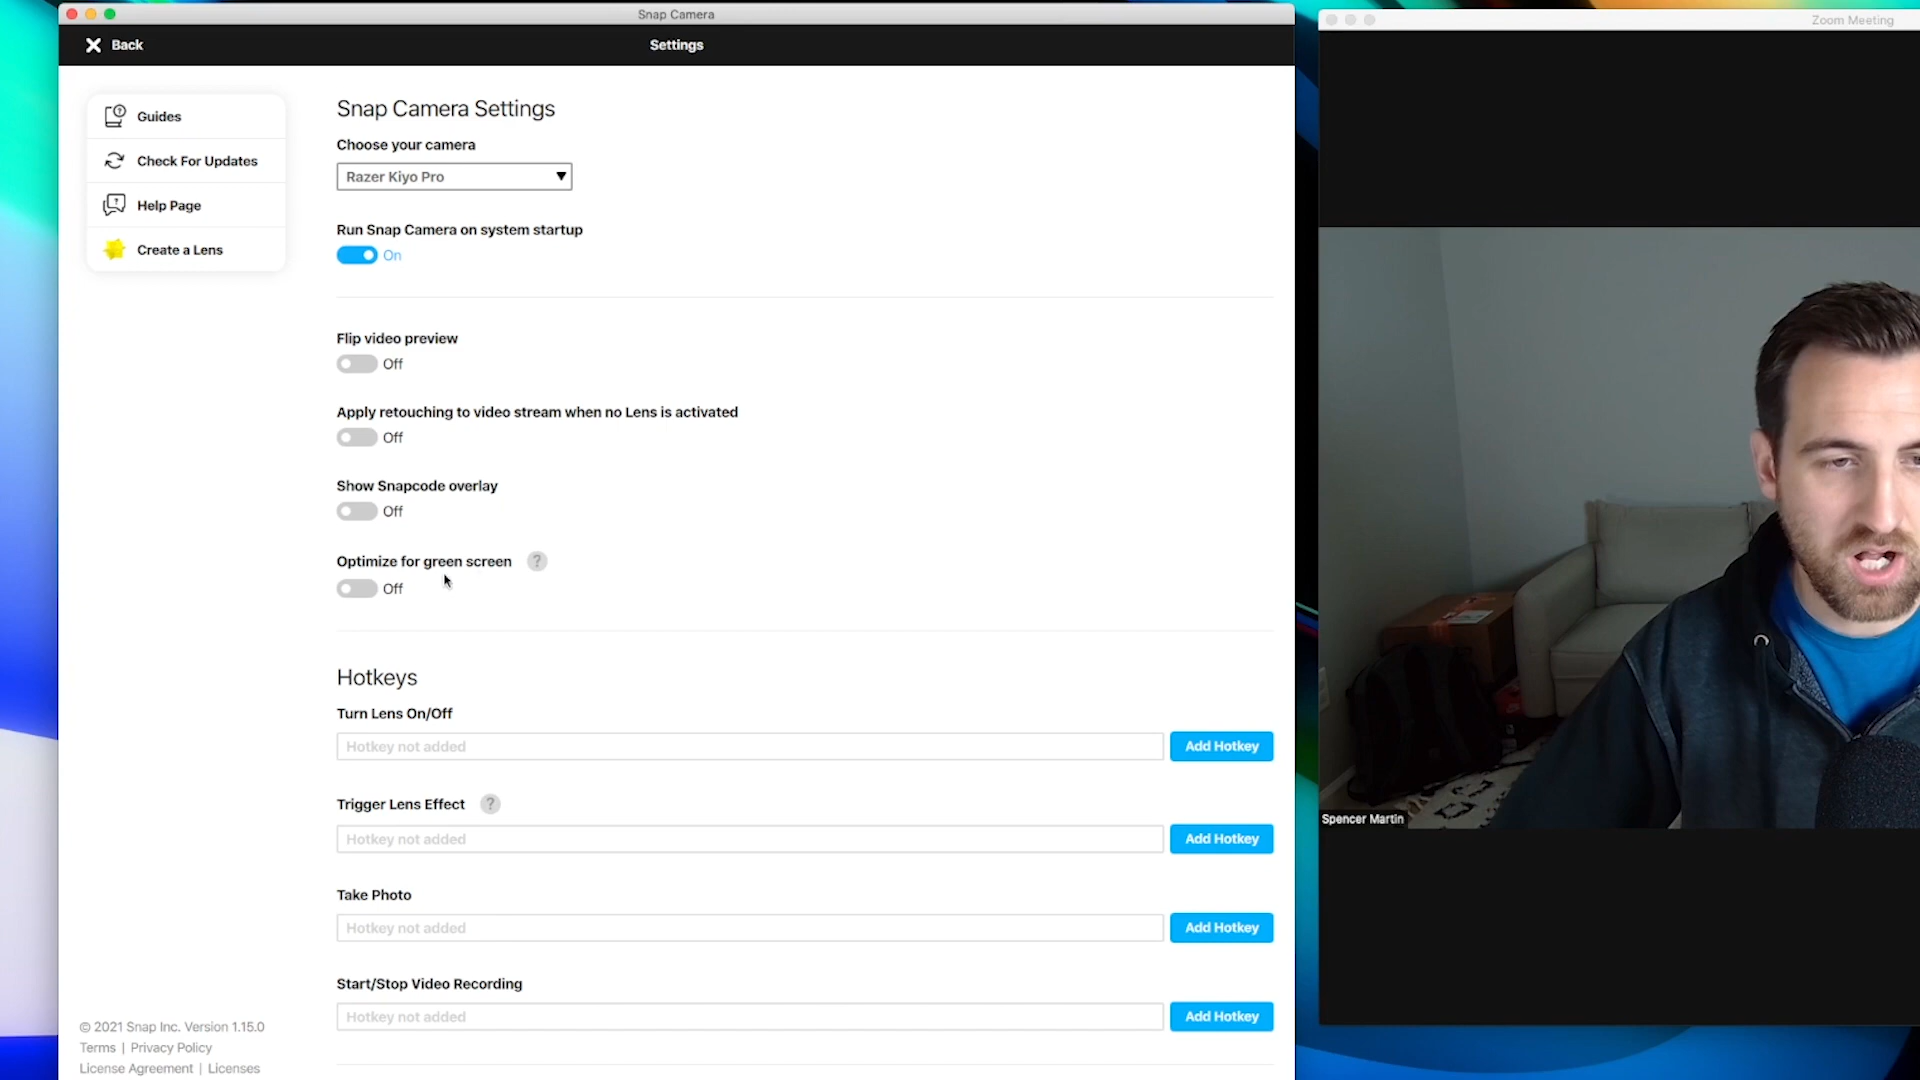 Snap Camera
Zoom Meeting
Back
Settings
Guides
Check For Updates
Help Page
Create a Lens
Snap Camera Settings
Choose your camera
Razer Kiyo Pro
Run Snap Camera on system startup
On
Flip video preview
Off
Apply retouching to video stream when no Lens is activated
Off
Show Snapcode overlay
Off
Optimize for green screen ?
Off
Hotkeys
Turn Lens On/Off
Hotkey not added
Add Hotkey
Trigger Lens Effect ?
Hotkey not added
Add Hotkey
Take Photo
Hotkey not added
Add Hotkey
Start/Stop Video Recording
Hotkey not added
Add Hotkey
Spencer Martin
© 2021 Snap Inc. Version 1.15.0
Terms | Privacy Policy
License Agreement | Licenses